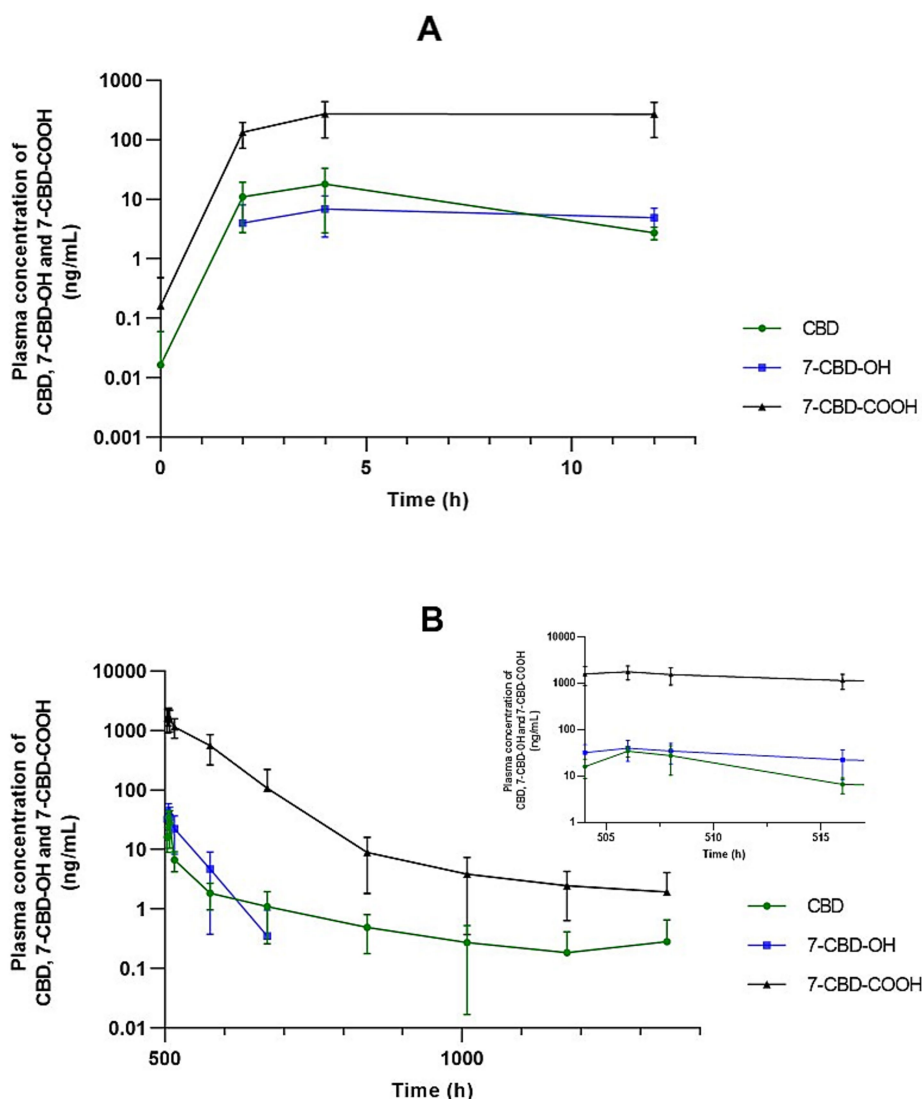 A
Plasma concentration of
CBD, 7-CBD-OH and 7-CBD-COOH
(ng/mL)
1000
100
10
1
0.1
0.01
0.001
0
5
10
Time (h)
CBD
7-CBD-OH
7-CBD-COOH
B
Plasma concentration of
CBD, 7-CBD-OH and 7-CBD-COOH
(ng/mL)
10000
1000
100
10
1
0.1
0.01
500
1000
Time (h)
Plasma concentration of
CBD, 7-CBD-OH and 7-CBD-COOH
(ng/mL)
10000
1000
100
10
1
505
510
515
Time (h)
CBD
7-CBD-OH
7-CBD-COOH